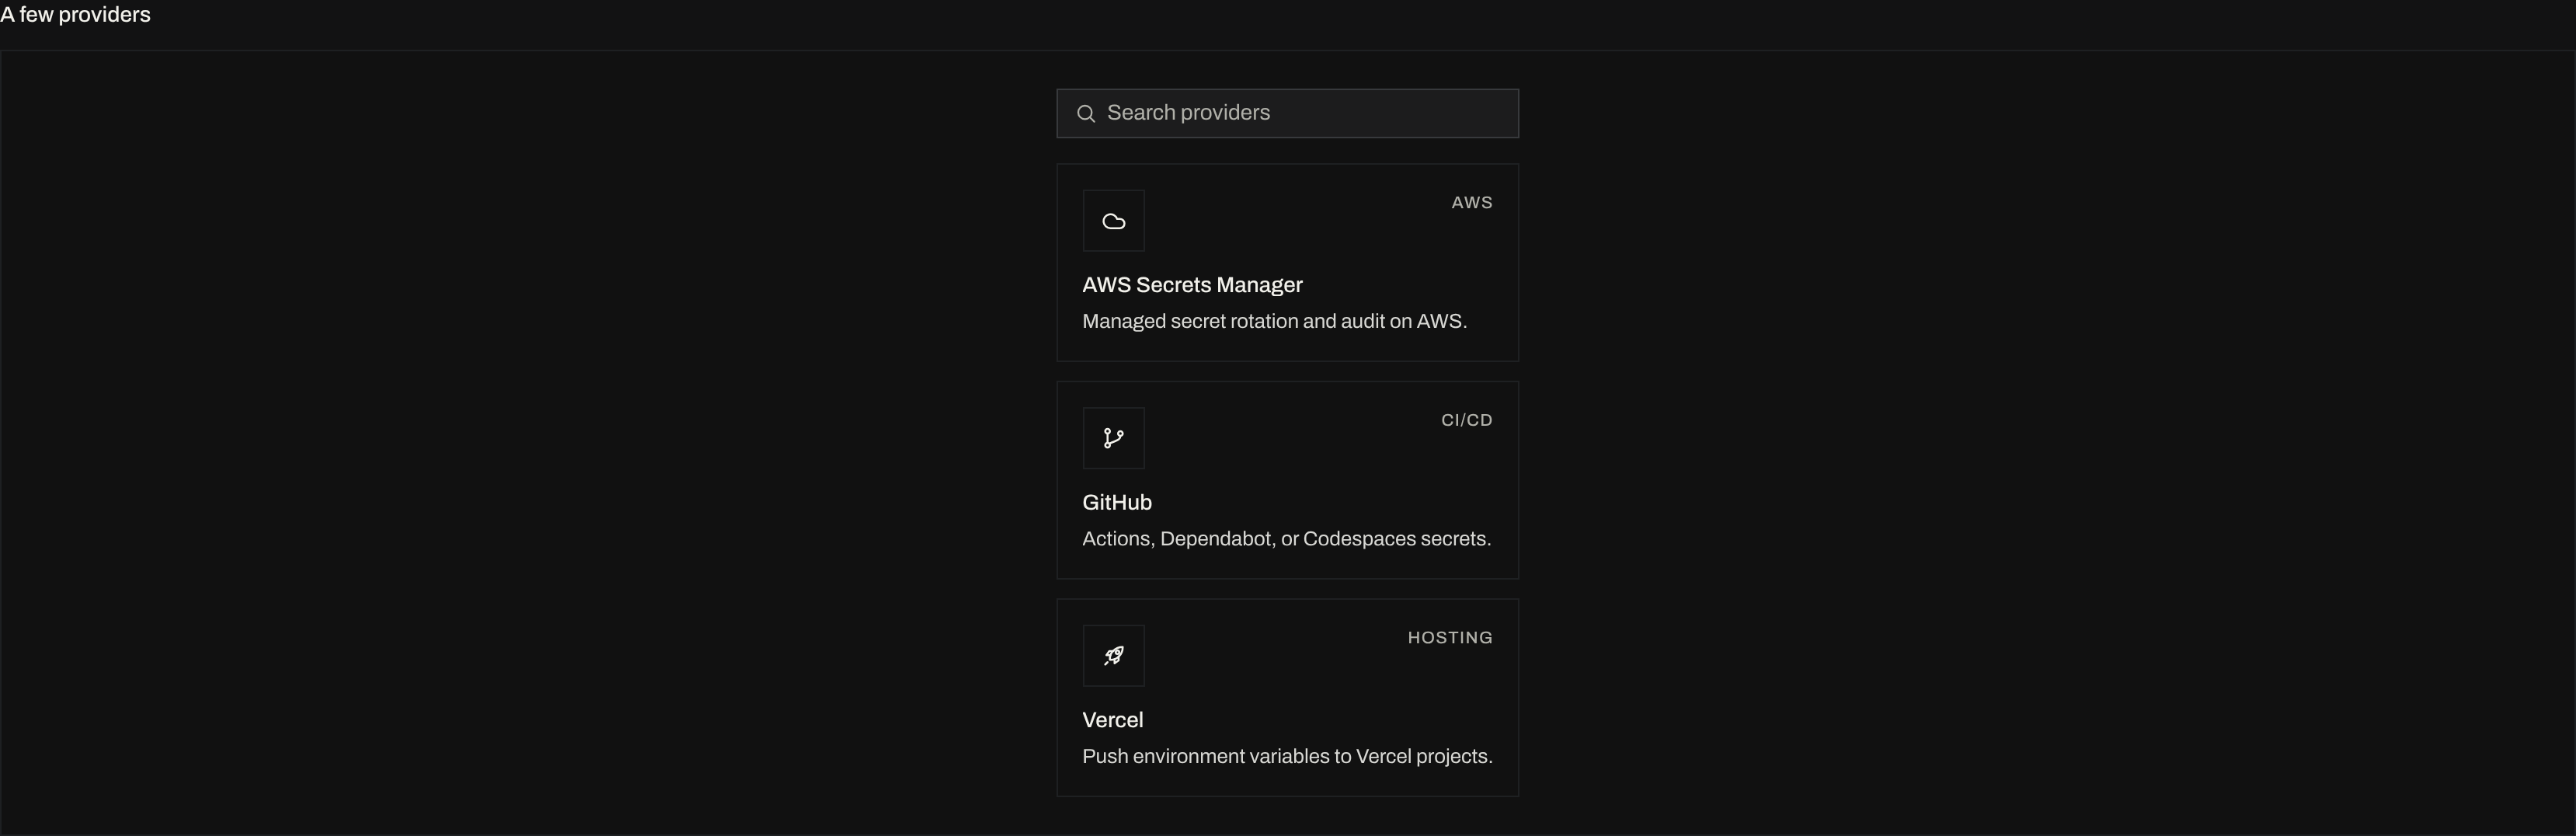 A few providers
Search providers
AWS
AWS Secrets Manager
Managed secret rotation and audit on AWS.
CI/CD
GitHub
Actions, Dependabot, or Codespaces secrets.
HOSTING
Vercel
Push environment variables to Vercel projects.